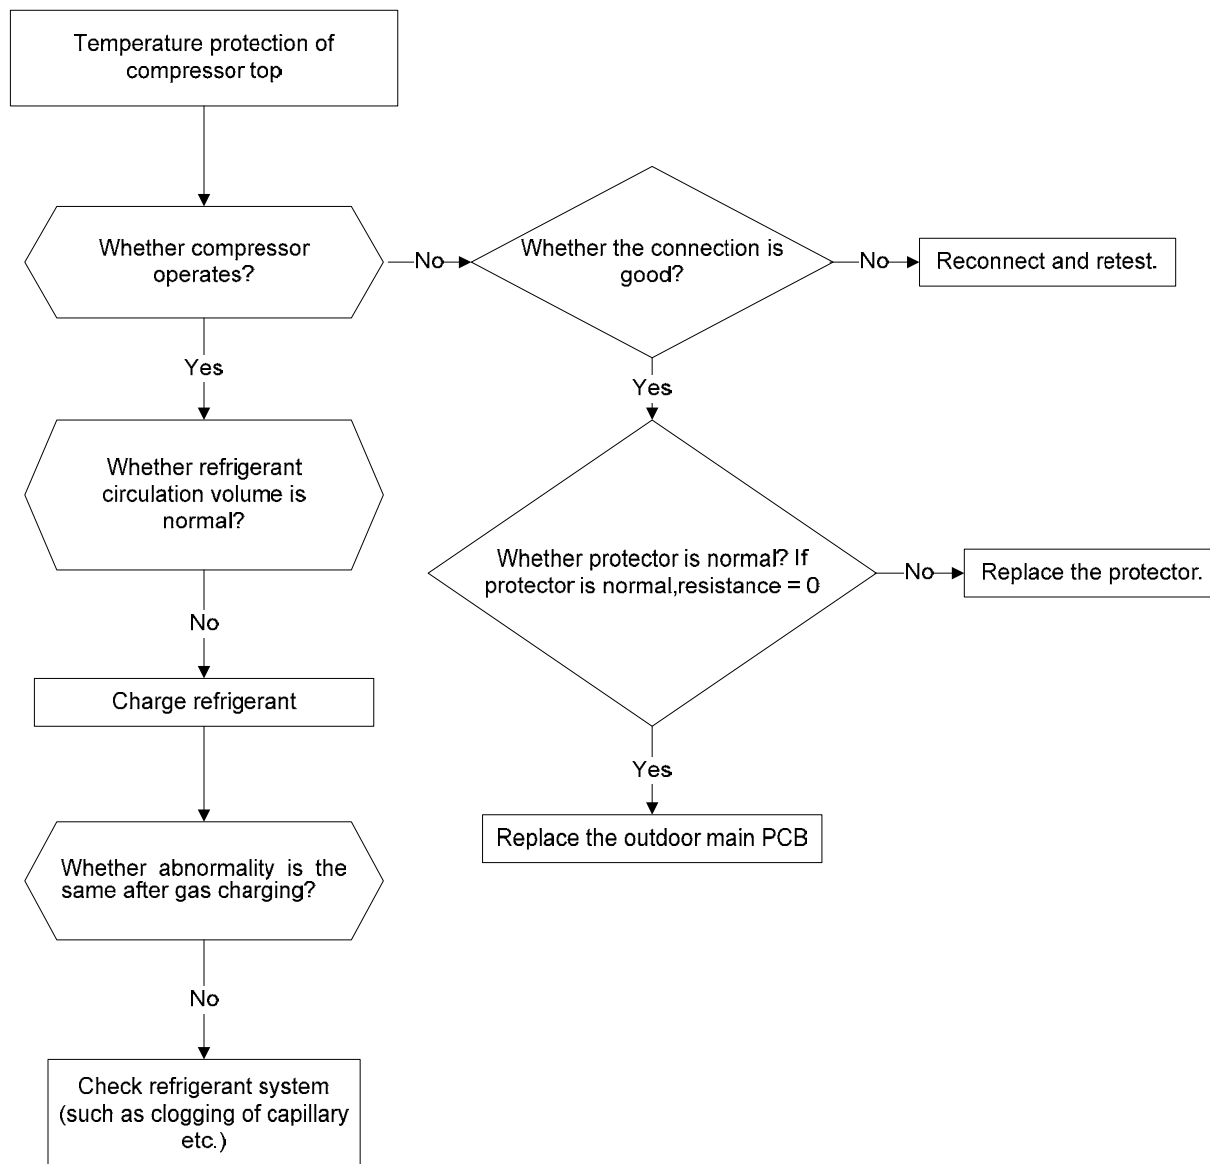 Temperature protection of
compressor top
Whether compressor
operates?
No
Whether the connection is
good?
No
Reconnect and retest.
Yes
Yes
Whether refrigerant
circulation volume is
normal?
Whether protector is normal? If
protector is normal,resistance = 0
No
Replace the protector.
No
Charge refrigerant
Yes
Replace the outdoor main PCB
Whether abnormality is the
same after gas charging?
No
Check refrigerant system
(such as clogging of capillary
etc.)